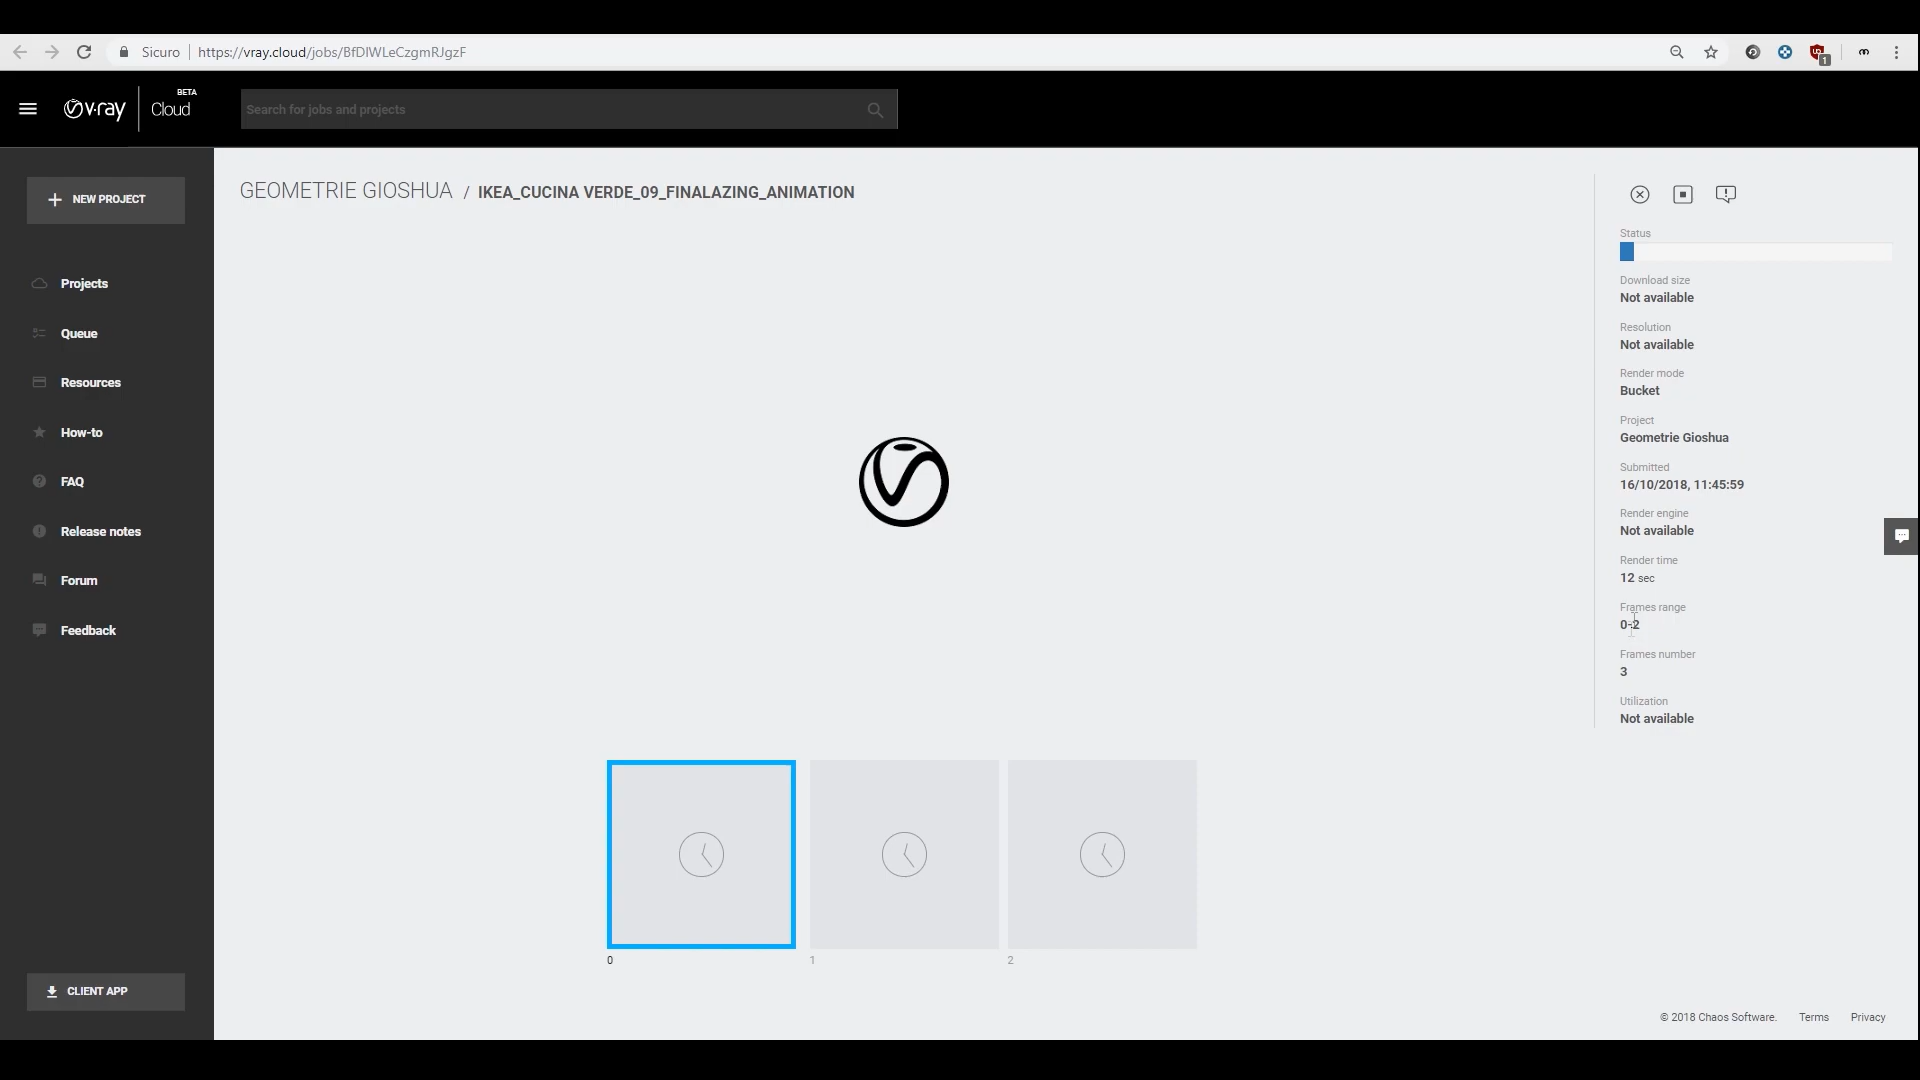 Sicuro https://vray.cloud/jobs/BfDIWLeCzgmRJgzF
1
v·ray Cloud BETA
Search for jobs and projects
NEW PROJECT
Projects
Queue
Resources
How-to
FAQ
Release notes
Forum
Feedback
CLIENT APP
GEOMETRIE GIOSHUA / IKEA_CUCINA VERDE_09_FINALAZING_ANIMATION
Status
Download size
Not available
Resolution
Not available
Render mode
Bucket
Project
Geometrie Gioshua
Submitted
16/10/2018, 11:45:59
Render engine
Not available
Render time
12 sec
Frames range
0-2
Frames number
3
Utilization
Not available
0 1 2
© 2018 Chaos Software. Terms Privacy